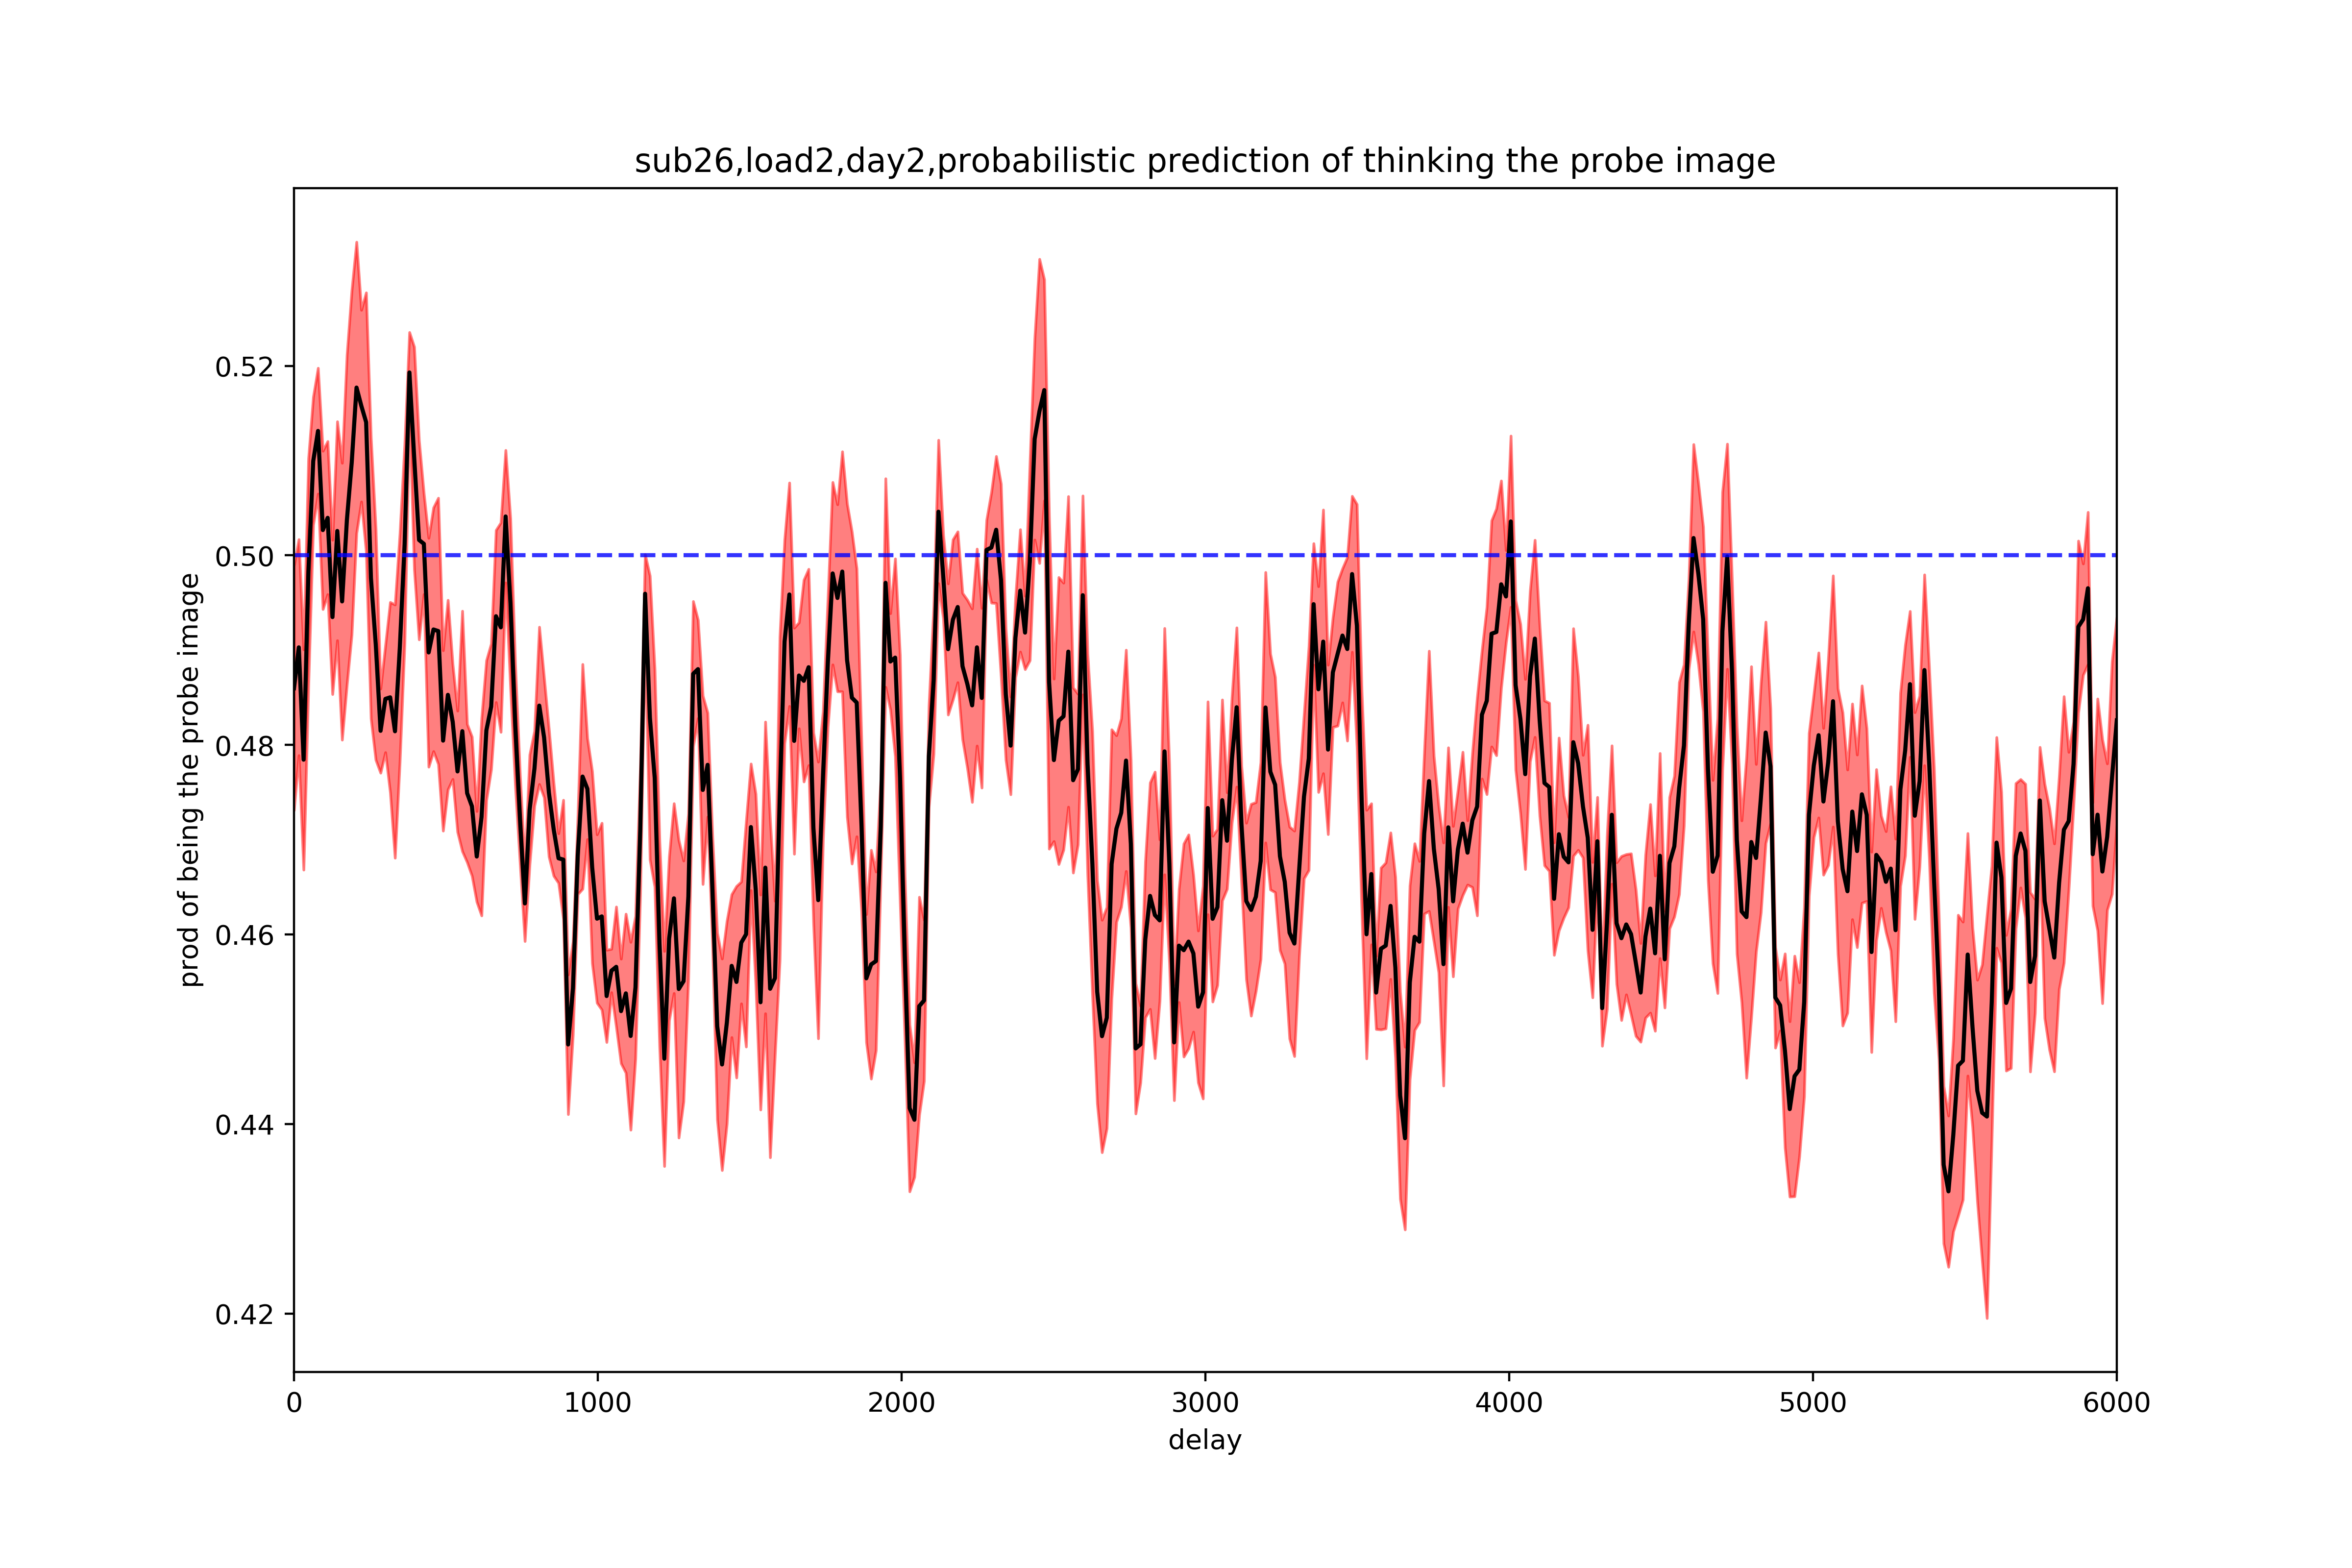 sub26,load2,day2,probabilistic prediction of thinking the probe image
prod of being the probe image
0.52
0.50
0.48
0.46
0.44
0.42
0 1000 2000 3000 4000 5000 6000
delay